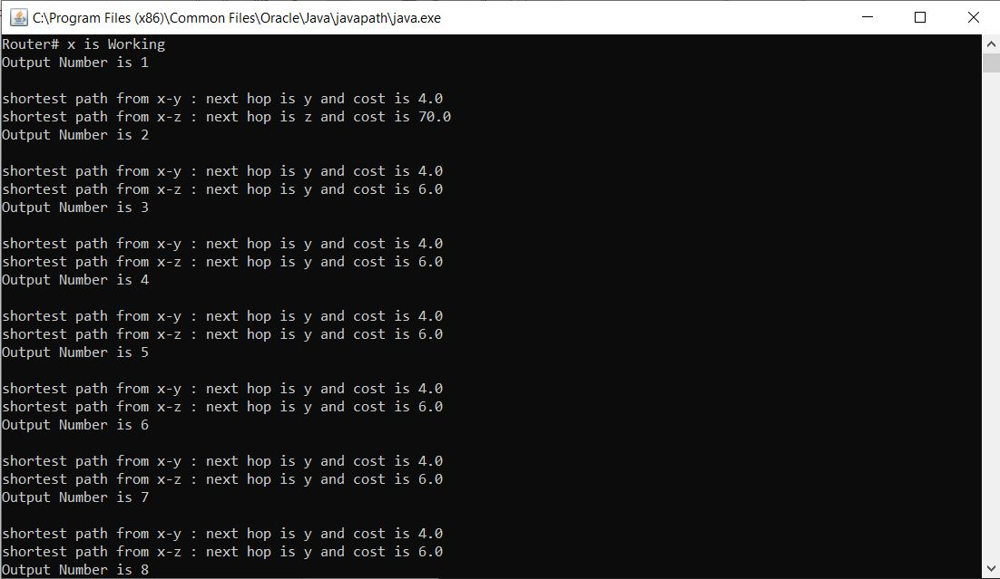 C:\Program Files (x86)\Common Files\Oracle\Java\javapath\java.exe
Router# x is Working
Output Number is 1
shortest path from x-y : next hop is y and cost is 4.0
shortest path from x-z : next hop is z and cost is 70.0
Output Number is 2
shortest path from x-y : next hop is y and cost is 4.0
shortest path from x-z : next hop is y and cost is 6.0
Output Number is 3
shortest path from x-y : next hop is y and cost is 4.0
shortest path from x-z : next hop is y and cost is 6.0
Output Number is 4
shortest path from x-y : next hop is y and cost is 4.0
shortest path from x-z : next hop is y and cost is 6.0
Output Number is 5
shortest path from x-y : next hop is y and cost is 4.0
shortest path from x-z : next hop is y and cost is 6.0
Output Number is 6
shortest path from x-y : next hop is y and cost is 4.0
shortest path from x-z : next hop is y and cost is 6.0
Output Number is 7
shortest path from x-y : next hop is y and cost is 4.0
shortest path from x-z : next hop is y and cost is 6.0
Output Number is 8